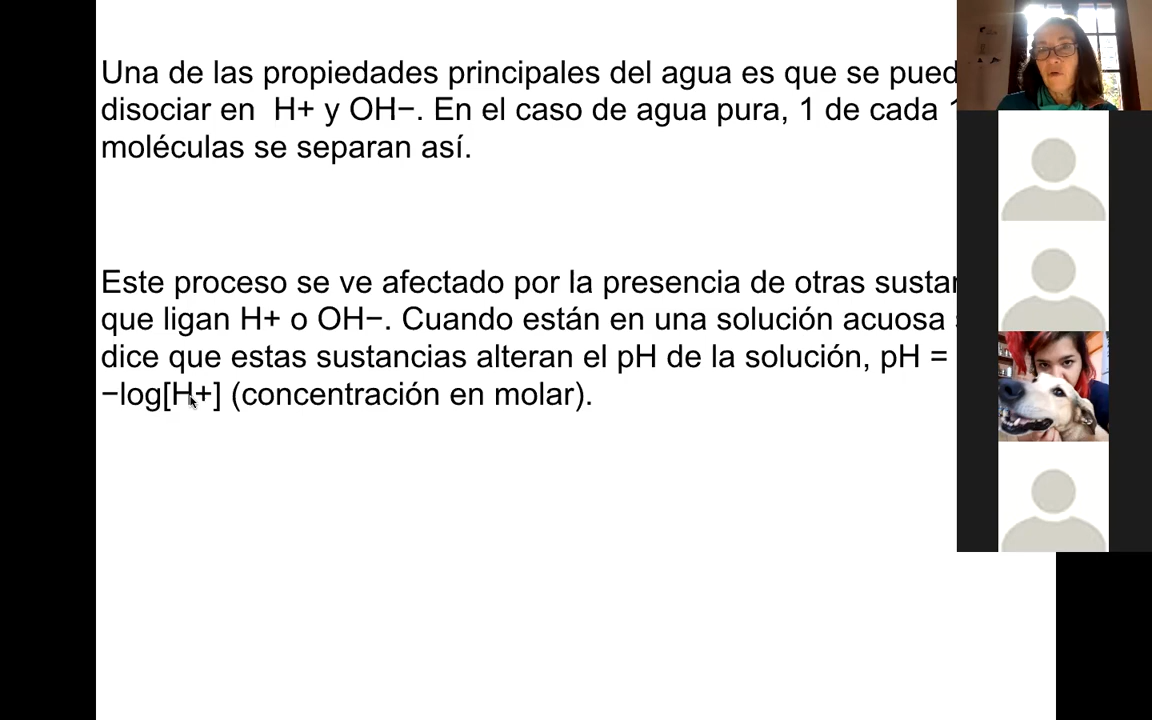 Una de las propiedades principales del agua es que se
disociar en H+ y OH−. En el caso de agua pura, 1 de cada
moléculas se separan así.
Este proceso se ve afectado por la presencia de otras
que ligan H+ o OH−. Cuando están en una solución acuosa
dice que estas sustancias alteran el pH de la solución, pH =
−log[H+] (concentración en molar).